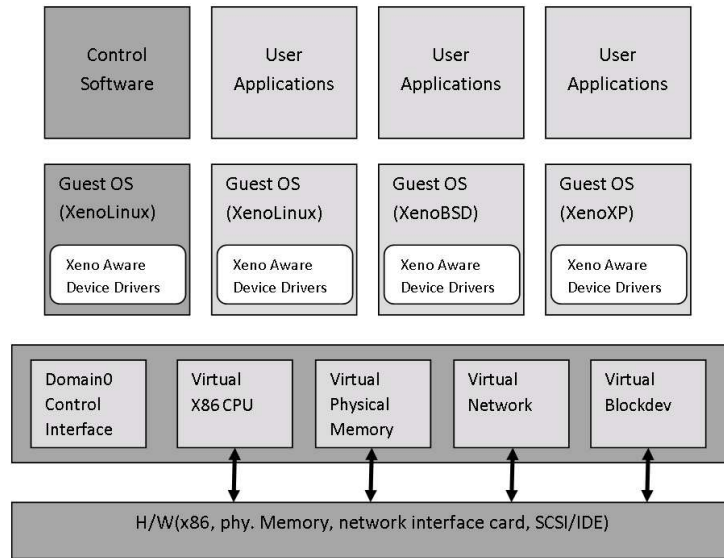 Control
Software
User
Applications
User
Applications
User
Applications
Guest OS
(XenoLinux)
Xeno Aware
Device Drivers
Guest OS
(XenoLinux)
Xeno Aware
Device Drivers
Guest OS
(XenoBSD)
Xeno Aware
Device Drivers
Guest OS
(XenoXP)
Xeno Aware
Device Drivers
Domain0
Control
Interface
Virtual
X86 CPU
Virtual
Physical
Memory
Virtual
Network
Virtual
Blockdev
H/W(x86, phy. Memory, network interface card, SCSI/IDE)